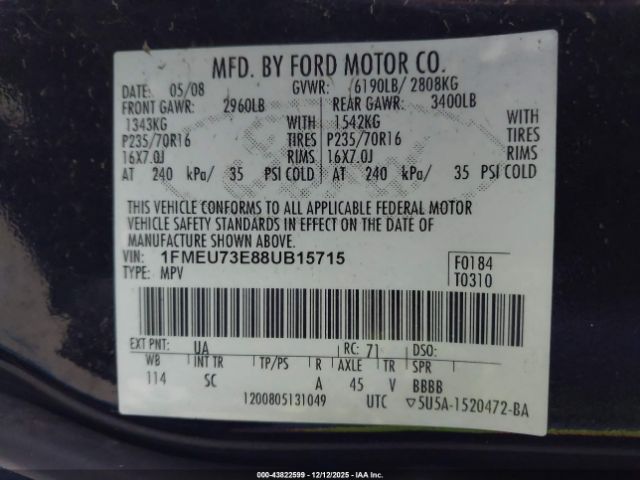 MFD. BY FORD MOTOR CO.
DATE: 05/08 GVWR: 6190LB/ 2808KG
FRONT GAWR: 2960LB REAR GAWR: 3400LB
1343KG WITH 1542KG WITH
P235/70R16 TIRES P235/70R16 TIRES
16X7.0J RIMS 16X7.0J RIMS
AT 240 kPa/ 35 PSI COLD AT 240 kPa/ 35 PSI COLD
THIS VEHICLE CONFORMS TO ALL APPLICABLE FEDERAL MOTOR
VEHICLE SAFETY STANDARDS IN EFFECT ON THE DATE OF
MANUFACTURE SHOWN ABOVE.
VIN: 1FMEU73E88UB15715 F0184
TYPE: MPV T0310
EXT PNT: UA RC: 71 DSO:
WB INT TR TP/PS R AXLE TR SPR
114 SC A 45 V BBBB
1200805131049 UTC ▽5U5A-1520472-BA
000-43822599 - 12/12/2025 - IAAI.com